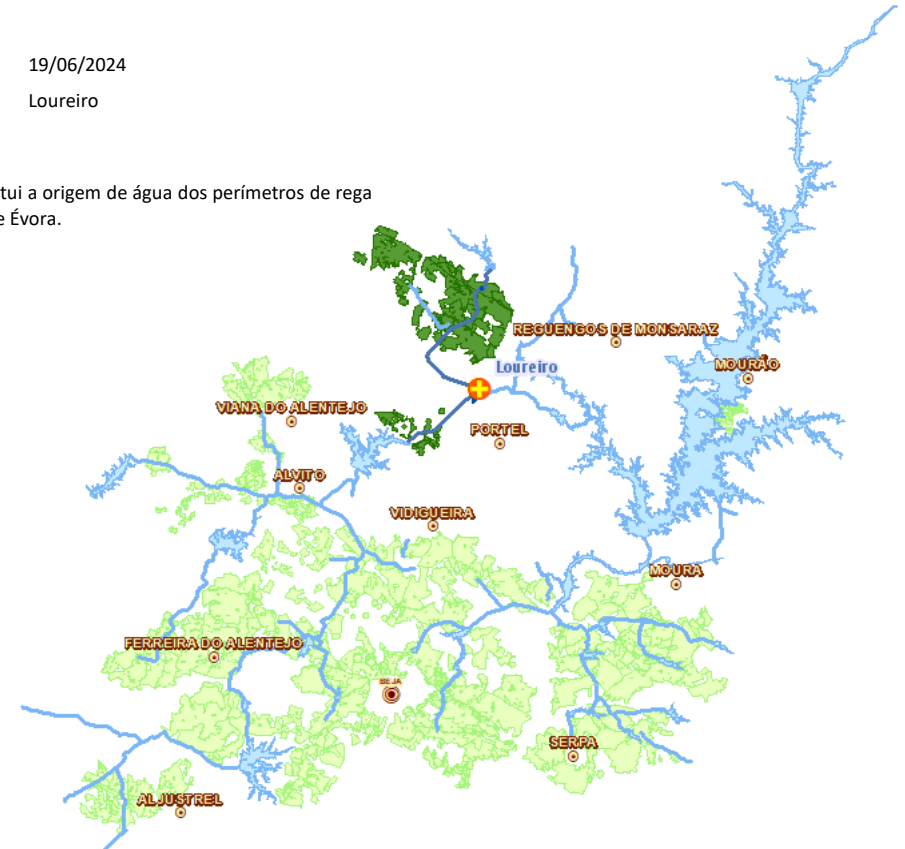 19/06/2024
Loureiro
tui a origem de água dos perímetros de rega
e Évora.
REGUENGOS DE MONSARAZ
MOURÃO
Loureiro
VIANA DO ALENTEJO
PORTEL
ALVITO
VIDIGUEIRA
MOURA
FERREIRA DO ALENTEJO
BEJA
SERPA
ALJUSTREL